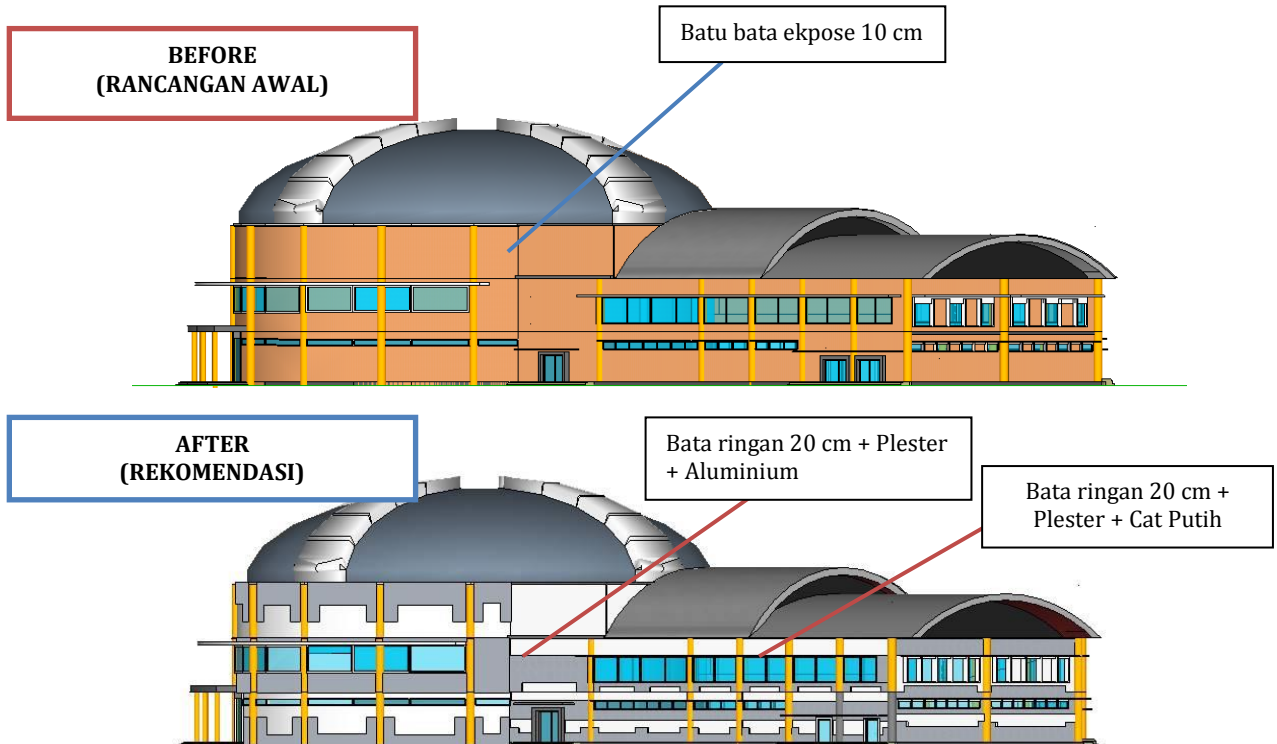 BEFORE
(RANCANGAN AWAL)
Batu bata ekpose 10 cm
AFTER
(REKOMENDASI)
Bata ringan 20 cm + Plester
+ Aluminium
Bata ringan 20 cm +
Plester + Cat Putih